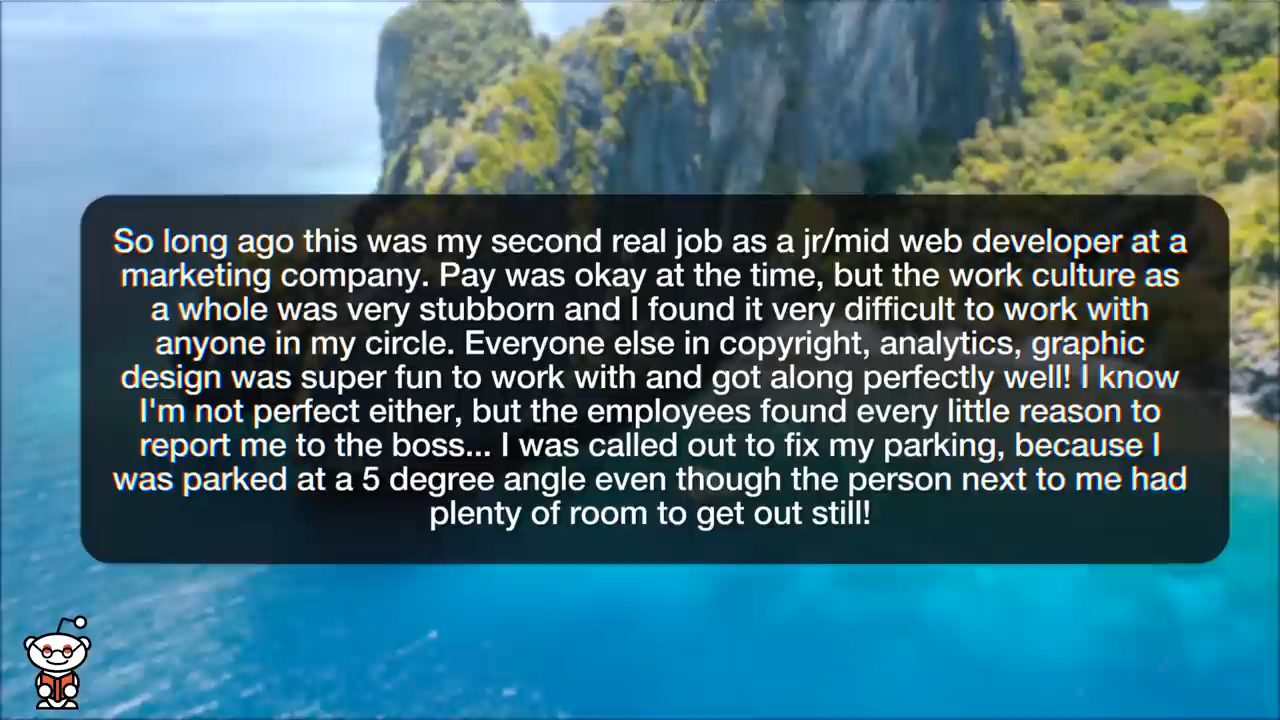 So long ago this was my second real job as a jr/mid web developer at a
marketing company. Pay was okay at the time, but the work culture as
a whole was very stubborn and I found it very difficult to work with
anyone in my circle. Everyone else in copyright, analytics, graphic
design was super fun to work with and got along perfectly well! I know
I'm not perfect either, but the employees found every little reason to
report me to the boss... I was called out to fix my parking, because I
was parked at a 5 degree angle even though the person next to me had
plenty of room to get out still!